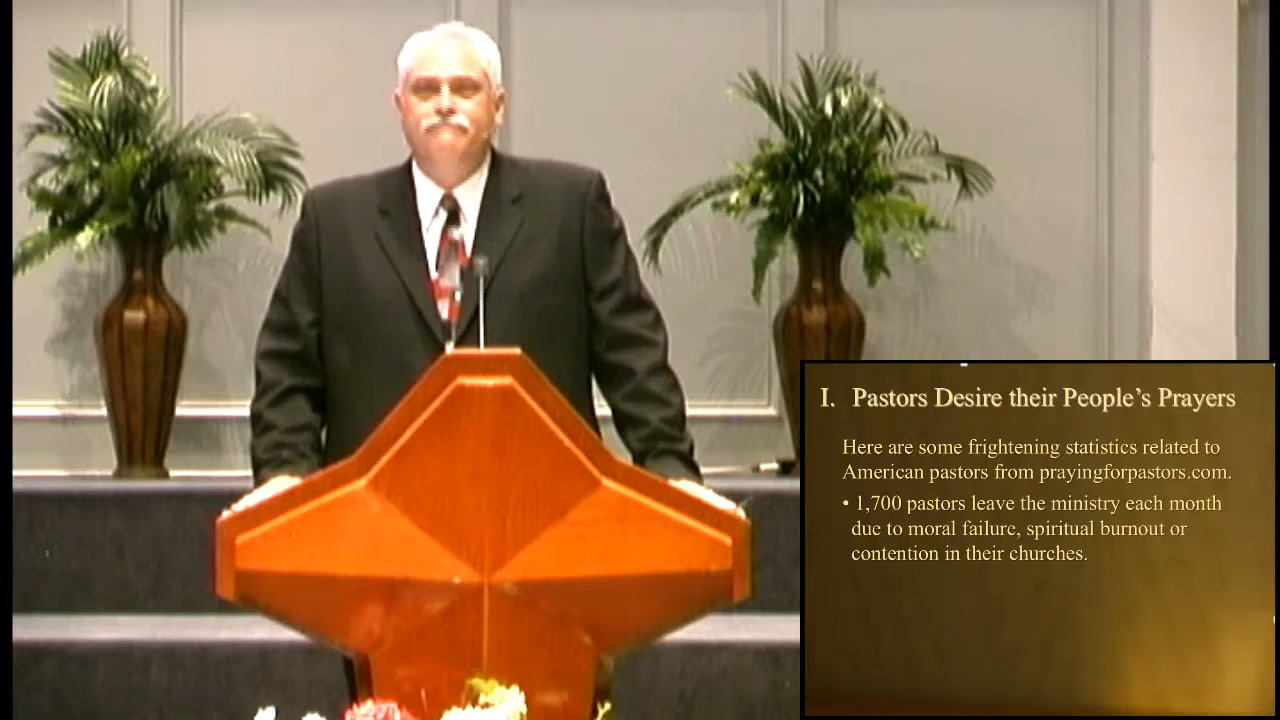 I. Pastors Desire their People's Prayers
Here are some frightening statistics related to
American pastors from prayingforpastors.com.
• 1,700 pastors leave the ministry each month
due to moral failure, spiritual burnout or
contention in their churches.